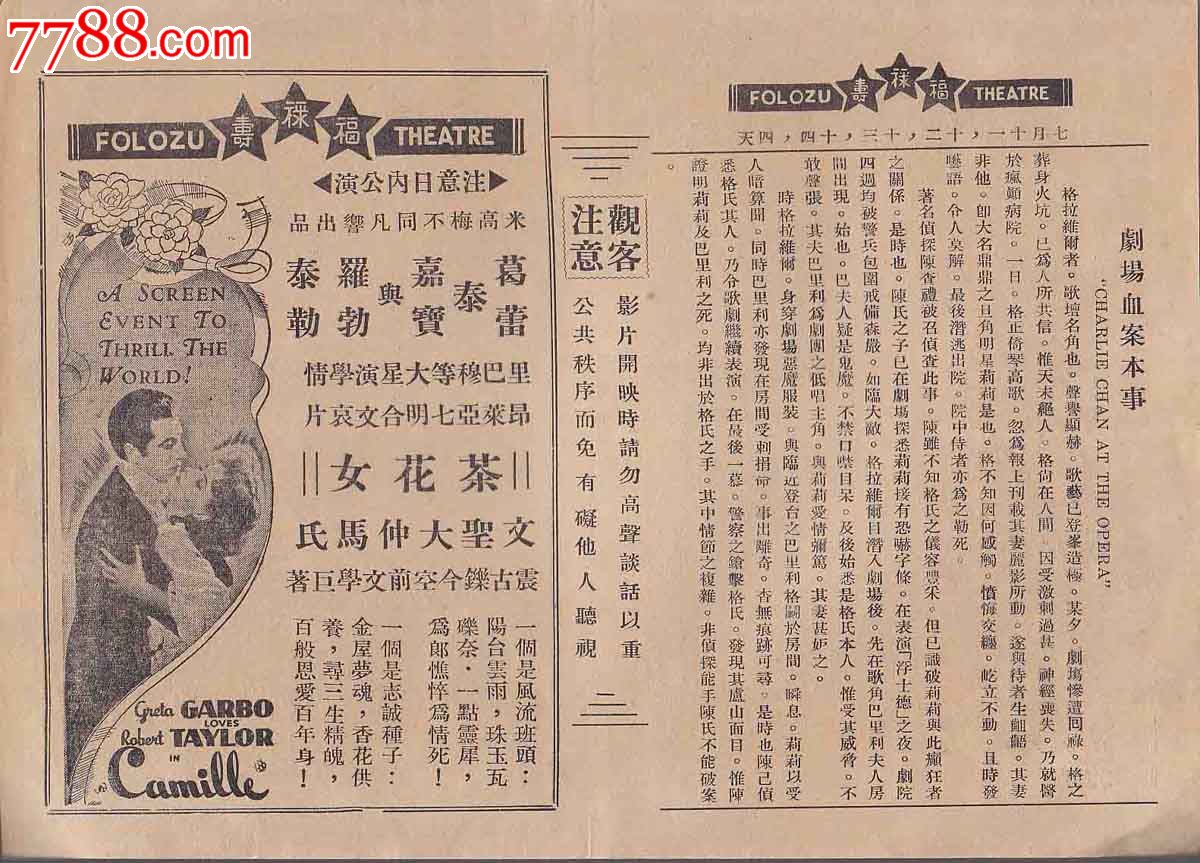 7788.com
中国收藏热线
FOLOZU 福祿壽 THEATRE
七月十一，十二，十三，十四，四天
劇場血案本事
"CHARLIE CHAN AT THE OPERA"
格拉維爾者。歌壇名角也。聲譽顯赫。歌藝已登峯造極。某夕。劇塲慘遭回祿。格之
葬身火坑。已爲人所共信。惟天未絕人。格尙在人間。因受激刺過甚。神經喪失。乃就醫
於瘋顚病院。一日。格正倚琴高歌。忽爲報上刊載其妻麗影所動。遂與待者生齟齬。其妻
非他。卽大名鼎鼎之旦角明星莉莉是也。格不知因何感觸。憤悔交纏。屹立不動。且時發
囈語。令人莫解。最後潛逃出院。院中侍者亦爲之勒死。
著名偵探陳查禮被召偵查此事。陳雖不知格氏之儀容豐采。但已識破莉莉與此癲狂者
之關係。是時也。陳氏之子已在劇塲探悉莉莉接有恐嚇字條。在表演「浮士德」之夜。劇院
四週均被警兵包圍戒備森嚴。如臨大敵。格拉維爾目潛入劇塲後。先在歌角巴里利夫人房
間出現。始也。巴夫人疑是鬼魔。不禁口噤目呆。及後始悉是格氏本人。惟受其威脅。不
敢聲張。其夫巴里利爲劇團之低唱主角。與莉莉愛情彌篤。其妻甚妒之。
時格拉維爾。身穿劇場惡魔服裝。與臨近登台之巴里利格鬬於房間。瞬息。莉莉以受
人暗算聞。同時巴里利亦發現在房間受刺捐命。事出離奇。杳無痕跡可尋。是時也陳己偵
悉格氏其人。乃令歌劇繼續表演。在最後一幕。警察之鎗擊格氏。發現其盧山面目。惟陳
證明莉莉及巴里利之死。均非出於格氏之手。其中情節之複雜。非偵探能手陳氏不能破案
。
一
觀客注意
影片開映時請勿高聲談話以重
公共秩序而免有礙他人聽視
二
FOLOZU 福祿壽 THEATRE
注意日內公演
米高梅不同凡響出品
葛蕾泰嘉寶
與
羅勃泰勒
里巴穆等大星演學情
昂萊亞七明合文哀片
茶花女
文聖大仲馬氏
震古鑠今空前文學巨著
一個是風流班頭：
陽台雲雨，珠玉瓦
礫奈·一點靈犀，
爲郎憔悴爲情死！
一個是志誠種子：
金屋夢魂，香花供
養，尋三生精魄，
百般恩愛百年身！
A SCREEN
EVENT TO
THRILL THE
WORLD!
Greta GARBO
LOVES
Robert TAYLOR
IN
Camille